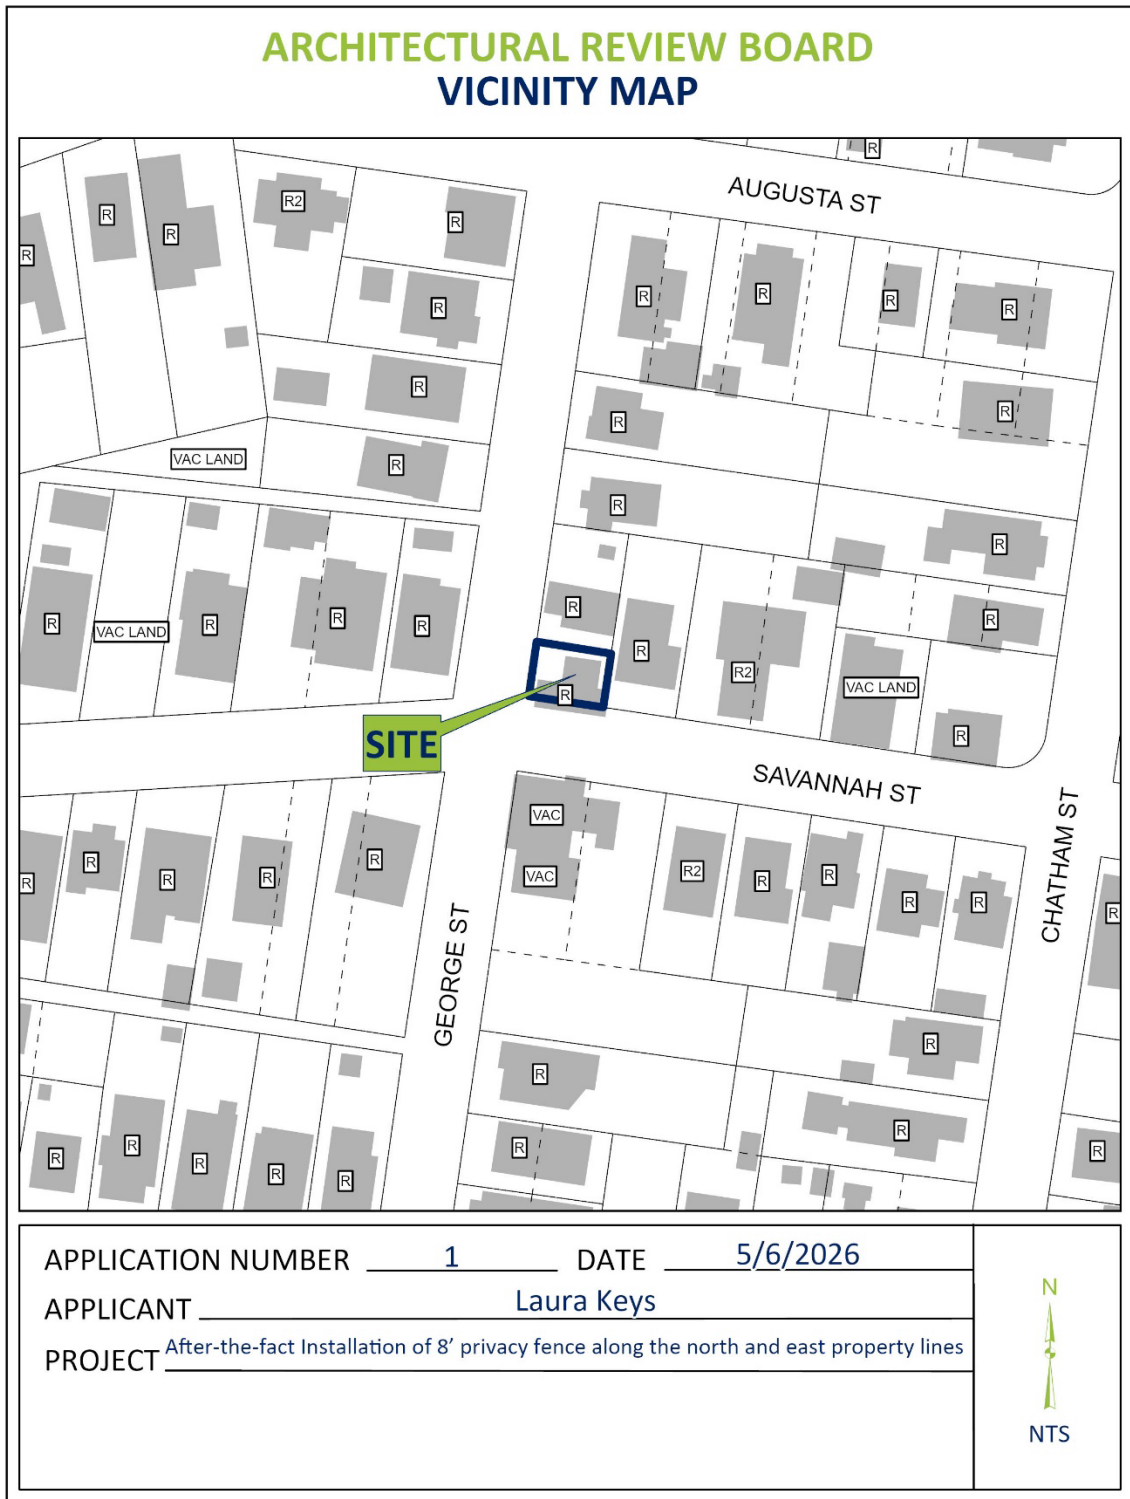 ARCHITECTURAL REVIEW BOARD
VICINITY MAP
R
AUGUSTA ST
R2
R
R
R
R
R
R
R
R
R
R
R
R
R
VAC LAND
R
R
R
R
R
R
VAC LAND
R
R
R
R
R2
VAC LAND
R
R
SITE
SAVANNAH ST
CHATHAM ST
VAC
VAC
R
R
R
R
R
R2
R
R
R
R
R
GEORGE ST
R
R
R
R
R
R
R
R
R
R
APPLICATION NUMBER 1 DATE 5/6/2026
APPLICANT Laura Keys
PROJECT After-the-fact Installation of 8' privacy fence along the north and east property lines
N
NTS